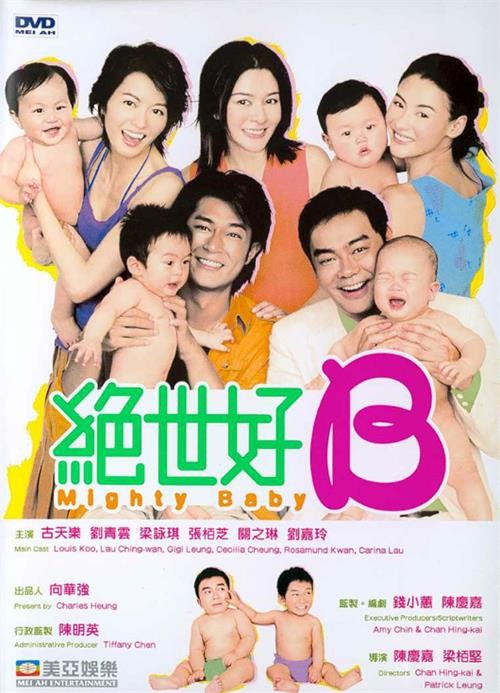 DVD
MEI AH
絕世好B
Mighty Baby
主演 古天樂 劉青雲 梁詠琪 張栢芝 關之琳 劉嘉玲
Main Cast Louis Koo, Lau Ching-wan, Gigi Leung, Cecilia Cheung, Rosamund Kwan, Carina Lau
出品人 向華強
Present by Charles Heung
行政監製 陳明英
Administrative Producer Tiffany Chen
監製・編劇 錢小蕙 陳慶嘉
Executive Producers/Scriptwriters
Amy Chin & Chan Hing-kai
導演 陳慶嘉 梁栢堅
Directors Chan Hing-kai &
Patrick Leung
美亞娛樂
MEI AH ENTERTAINMENT